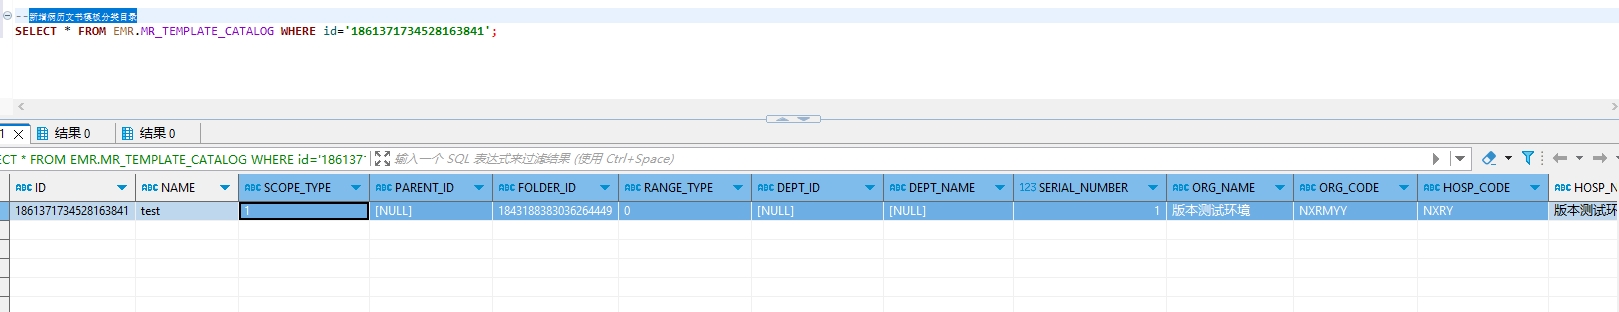 --新增病历文书模板分类目录
SELECT * FROM EMR.MR_TEMPLATE_CATALOG WHERE id='1861371734528163841';
1 结果 0 结果 0
ECT * FROM EMR.MR_TEMPLATE_CATALOG WHERE id='186137 输入一个 SQL 表达式来过滤结果 (使用 Ctrl+Space)
ABC ID ABC NAME ABC SCOPE_TYPE ABC PARENT_ID ABC FOLDER_ID ABC RANGE_TYPE ABC DEPT_ID ABC DEPT_NAME 123 SERIAL_NUMBER ABC ORG_NAME ABC ORG_CODE ABC HOSP_CODE ABC HOSP_N
1861371734528163841 test 1 [NULL] 1843188383036264449 0 [NULL] [NULL] 1 版本测试环境 NXRMYY NXRY 版本测试环